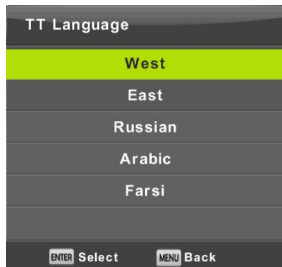 TT Language
West
East
Russian
Arabic
Farsi
ENTER Select MENU Back